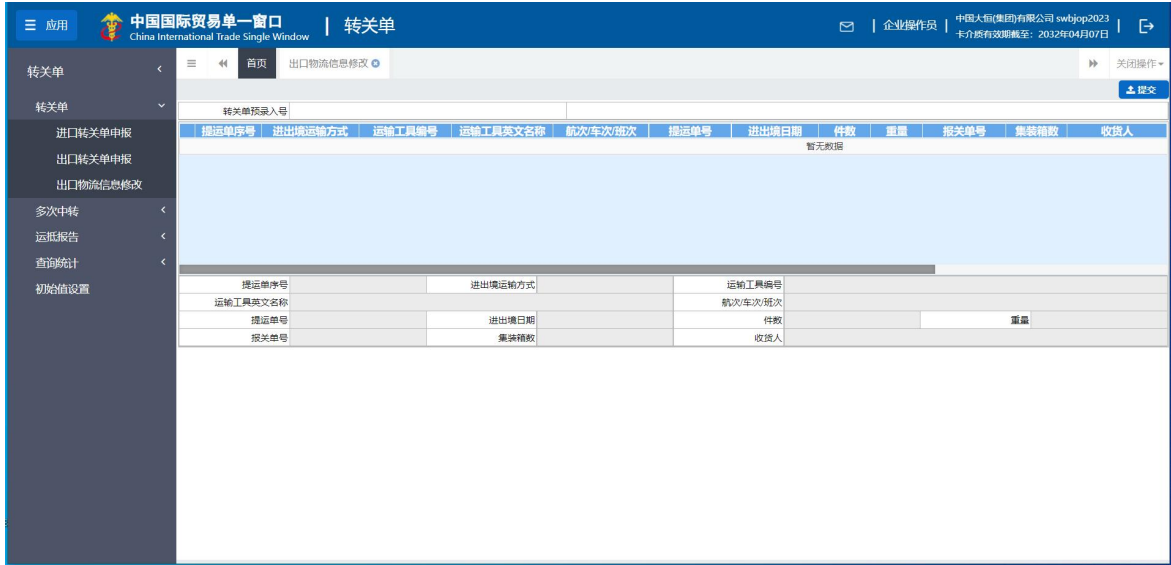 应用
中国国际贸易单一窗口
China International Trade Single Window
转关单
企业操作员
中国大恒(集团)有限公司 swbjop2023
卡介质有效期截至：2032年04月07日
转关单
转关单
进口转关单申报
出口转关单申报
出口物流信息修改
多次中转
运抵报告
查询统计
初始值设置
首页 出口物流信息修改 关闭操作
提交
转关单预录入号
提运单序号 进出境运输方式 运输工具编号 运输工具英文名称 航次/车次/班次 提运单号 进出境日期 件数 重量 报关单号 集装箱数 收货人
暂无数据
提运单序号 进出境运输方式 运输工具编号
运输工具英文名称 航次/车次/班次
提运单号 进出境日期 件数 重量
报关单号 集装箱数 收货人